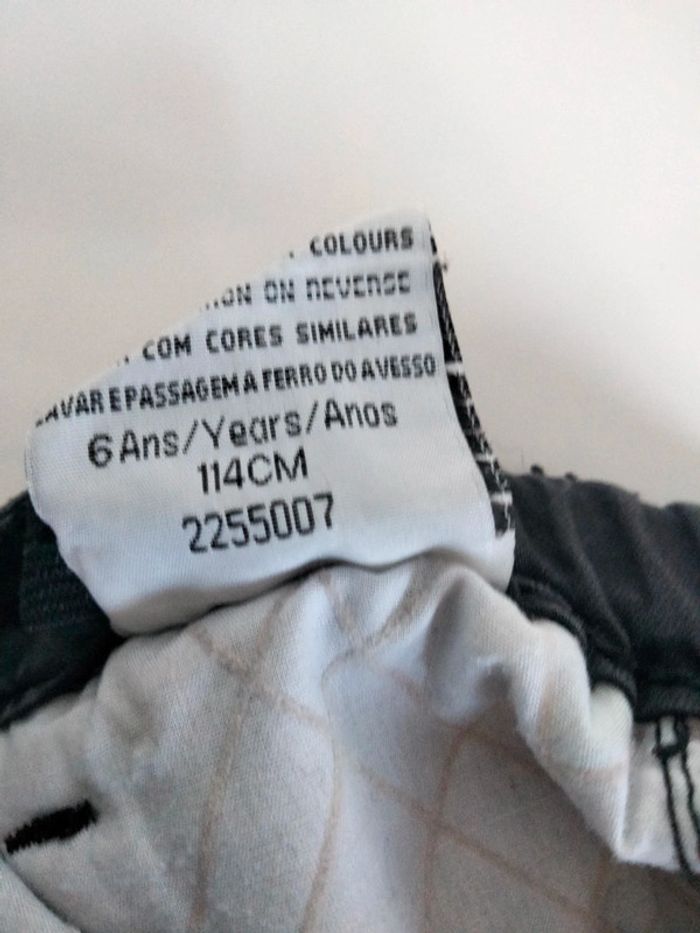 COLOURS
ON REVERSE
COM CORES SIMILARES
LAVAR E PASSAGEM A FERRO DO AVESSO
6 Ans/Years/Anos
114CM
2255007